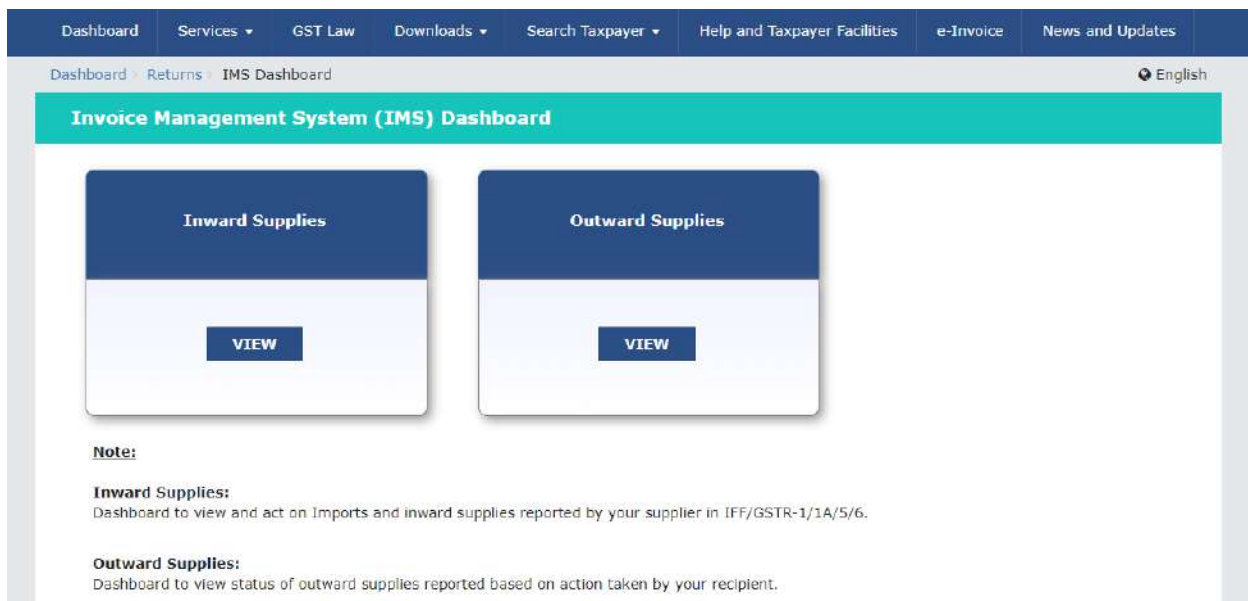 Dashboard Services GST Law Downloads Search Taxpayer Help and Taxpayer Facilities e-Invoice News and Updates
Dashboard Returns IMS Dashboard English
Invoice Management System (IMS) Dashboard
Inward Supplies Outward Supplies
VIEW VIEW
Note:
Inward Supplies:
Dashboard to view and act on Imports and inward supplies reported by your supplier in IFF/GSTR-1/1A/5/6.
Outward Supplies:
Dashboard to view status of outward supplies reported based on action taken by your recipient.